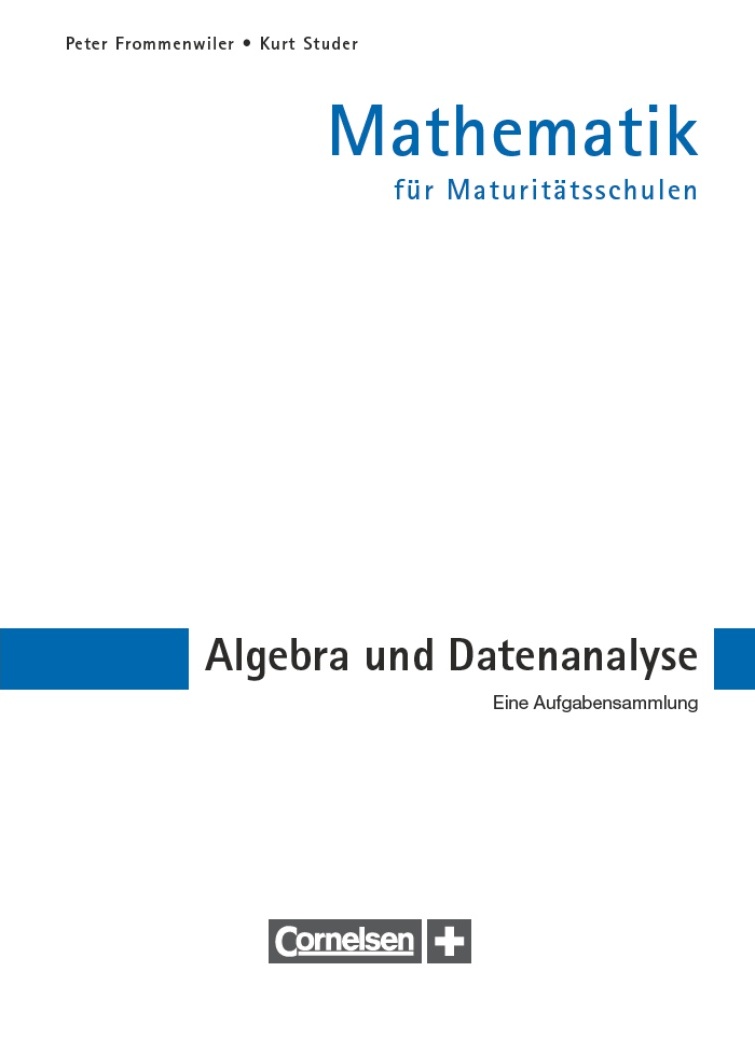 Peter Frommenwiler • Kurt Studer
Mathematik
für Maturitätsschulen
Algebra und Datenanalyse
Eine Aufgabensammlung
Cornelsen